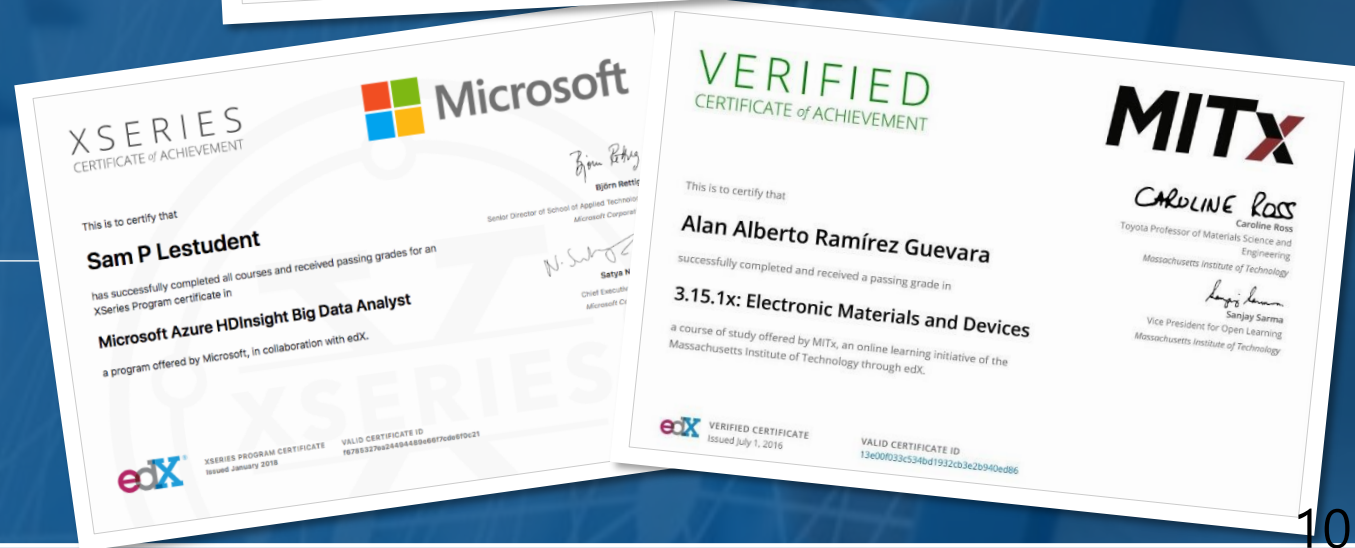 XSERIES
CERTIFICATE of ACHIEVEMENT
Microsoft
Björn Rettig
Senior Director of School of Applied
Microsoft
Satya
Chief
Microsoft
This is to certify that
Sam P Lestudent
has successfully completed all courses and received passing grades for an
XSeries Program certificate in
Microsoft Azure HDInsight Big Data Analyst
a program offered by Microsoft, in collaboration with edX.
XSERIES
edX
XSERIES PROGRAM CERTIFICATE
Issued January 2018
VALID CERTIFICATE ID
VERIFIED
CERTIFICATE of ACHIEVEMENT
MITx
CAROLINE ROSS
Caroline Ross
Toyota Professor of Materials Science and
Engineering
Massachusetts Institute of Technology
Sanjay Sarma
Vice President for Open Learning
Massachusetts Institute of Technology
This is to certify that
Alan Alberto Ramírez Guevara
successfully completed and received a passing grade in
3.15.1x: Electronic Materials and Devices
a course of study offered by MITx, an online learning initiative of the
Massachusetts Institute of Technology through edX.
edX
VERIFIED CERTIFICATE
Issued July 1, 2016
VALID CERTIFICATE ID
13e00f033c534bd1932cb3e2b940ed86
10